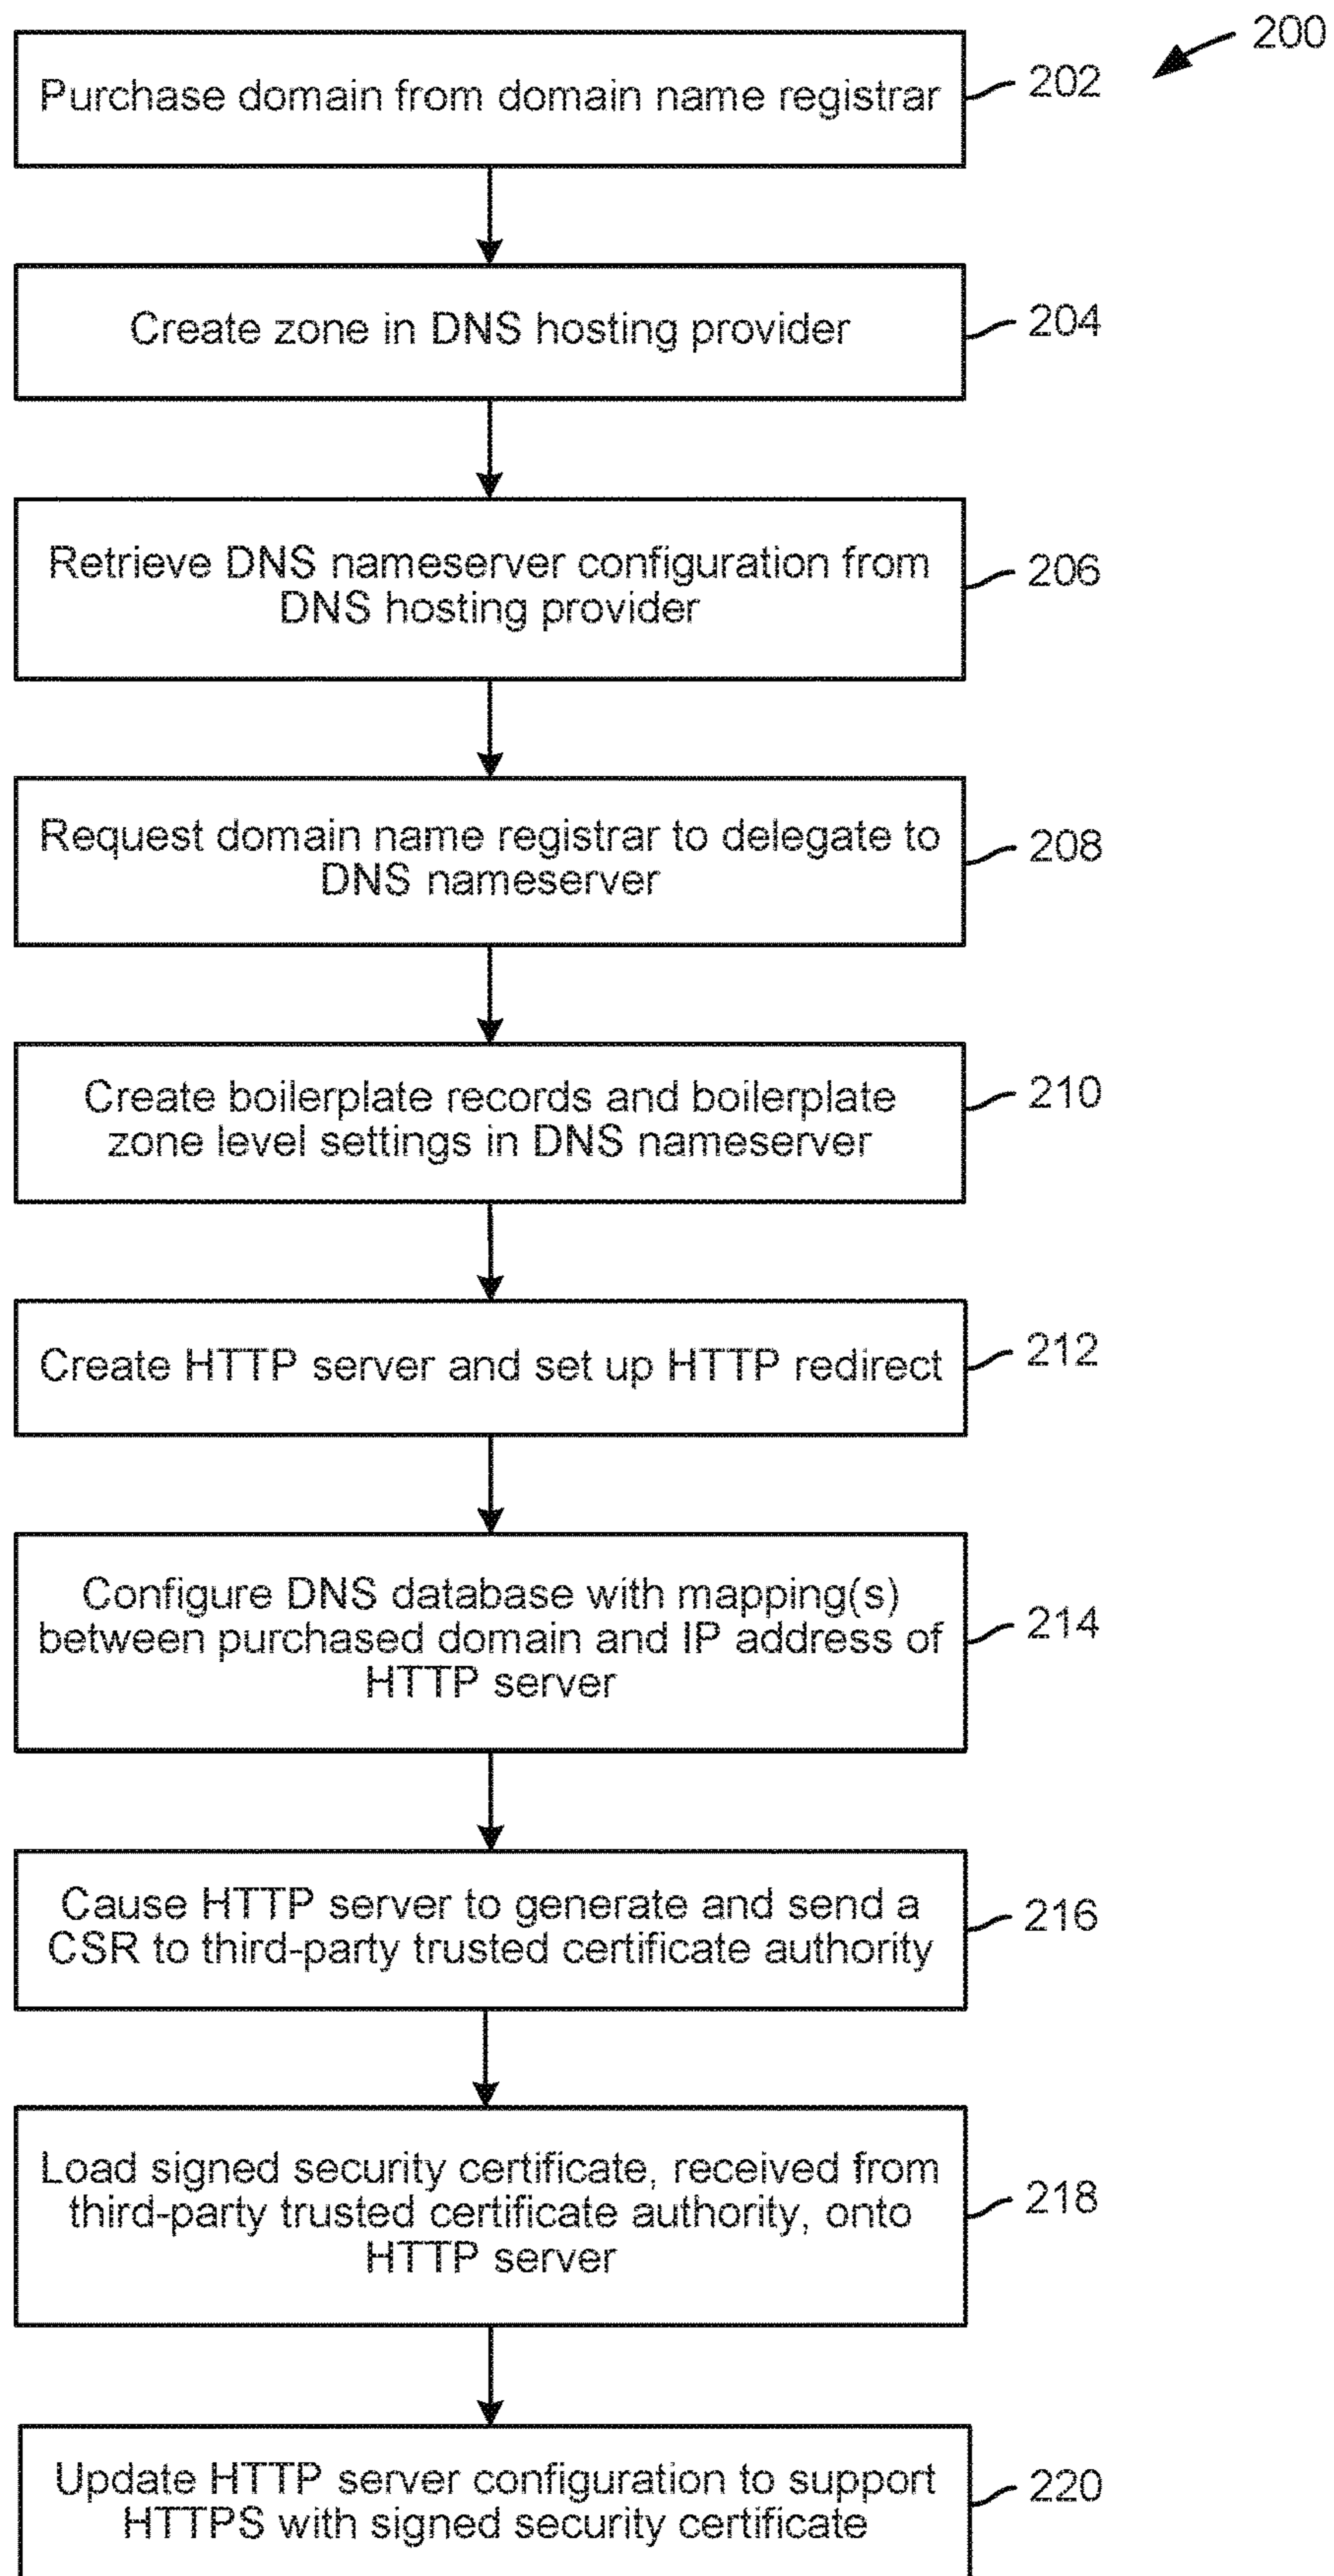 200
Purchase domain from domain name registrar
202
Create zone in DNS hosting provider
204
Retrieve DNS nameserver configuration from
DNS hosting provider
206
Request domain name registrar to delegate to
DNS nameserver
208
Create boilerplate records and boilerplate
zone level settings in DNS nameserver
210
Create HTTP server and set up HTTP redirect
212
Configure DNS database with mapping(s)
between purchased domain and IP address of
HTTP server
214
Cause HTTP server to generate and send a
CSR to third-party trusted certificate authority
216
Load signed security certificate, received from
third-party trusted certificate authority, onto
HTTP server
218
Update HTTP server configuration to support
HTTPS with signed security certificate
220